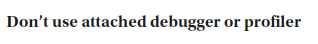 Don’t use attached debugger or profiler